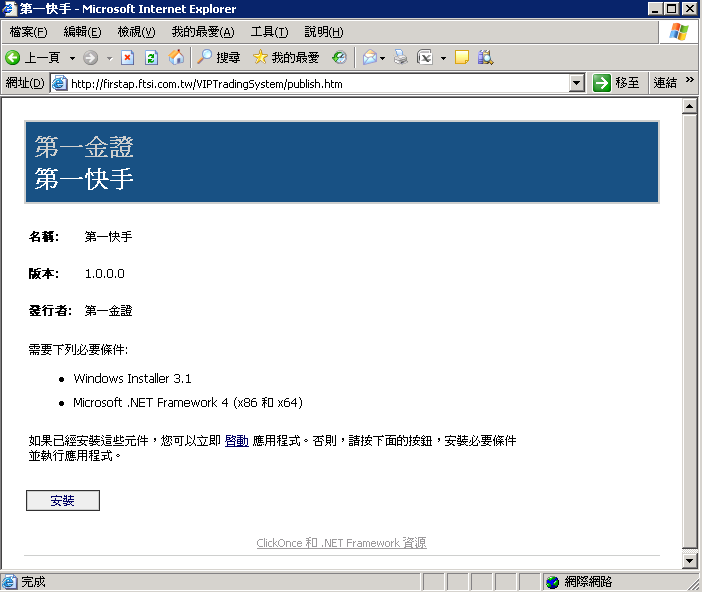 第一快手 - Microsoft Internet Explorer
檔案(F) 編輯(E) 檢視(V) 我的最愛(A) 工具(T) 說明(H)
上一頁 搜尋 我的最愛
網址(D) http://firstap.ftsi.com.tw/VIPTradingSystem/publish.htm 移至 連結 »
第一金證
第一快手
名稱: 第一快手
版本: 1.0.0.0
發行者: 第一金證
需要下列必要條件:
• Windows Installer 3.1
• Microsoft .NET Framework 4 (x86 和 x64)
如果已經安裝這些元件，您可以立即 啓動 應用程式。否則，請按下面的按鈕，安裝必要條件
並執行應用程式。
安裝
ClickOnce 和 .NET Framework 資源
完成 網際網路